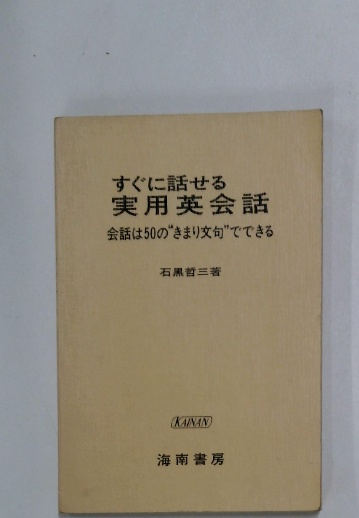 すぐに話せる
実用英会話
会話は50の“きまり文句”でできる
石黒哲三著
KAINAN
海南書房